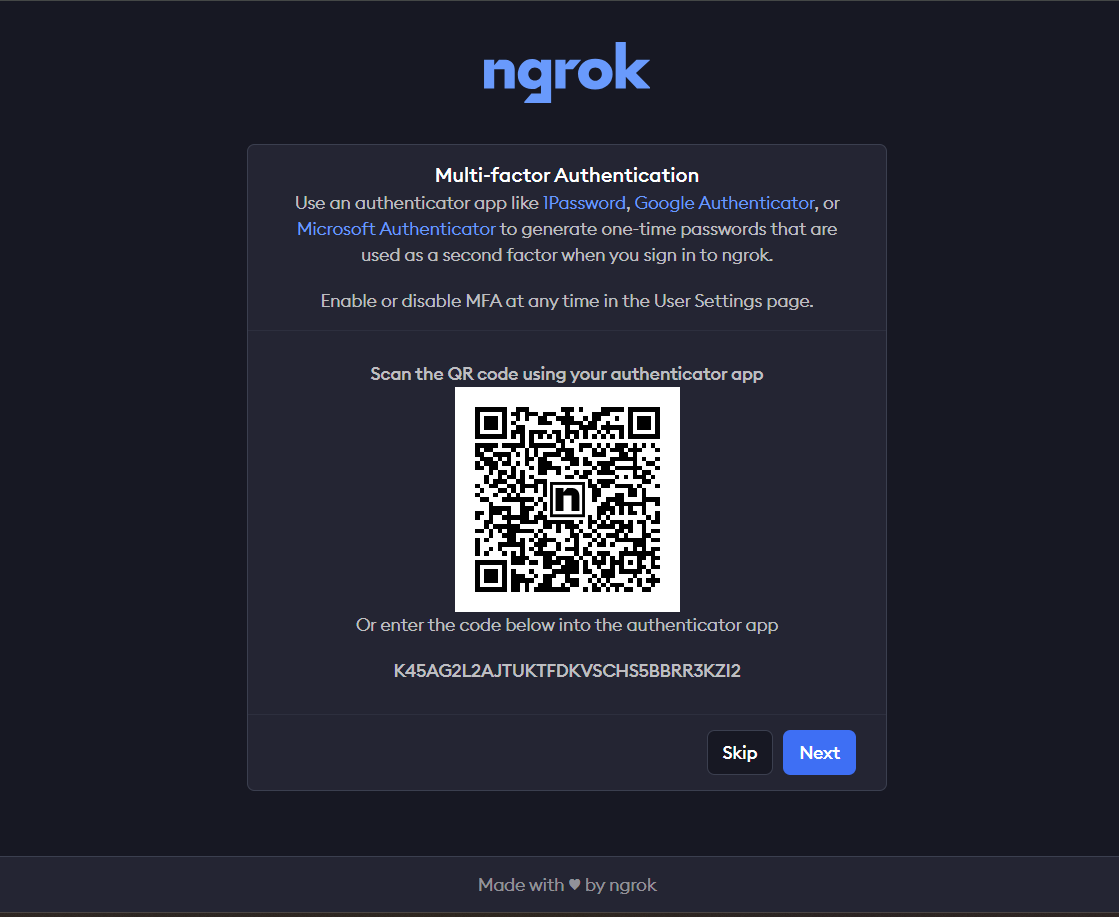 ngrok
Multi-factor Authentication
Use an authenticator app like 1Password, Google Authenticator, or
Microsoft Authenticator to generate one-time passwords that are
used as a second factor when you sign in to ngrok.
Enable or disable MFA at any time in the User Settings page.
Scan the QR code using your authenticator app
n
Or enter the code below into the authenticator app
K45AG2L2AJTUKTFDKVSCHS5BBRR3KZI2
Skip
Next
Made with ♥ by ngrok